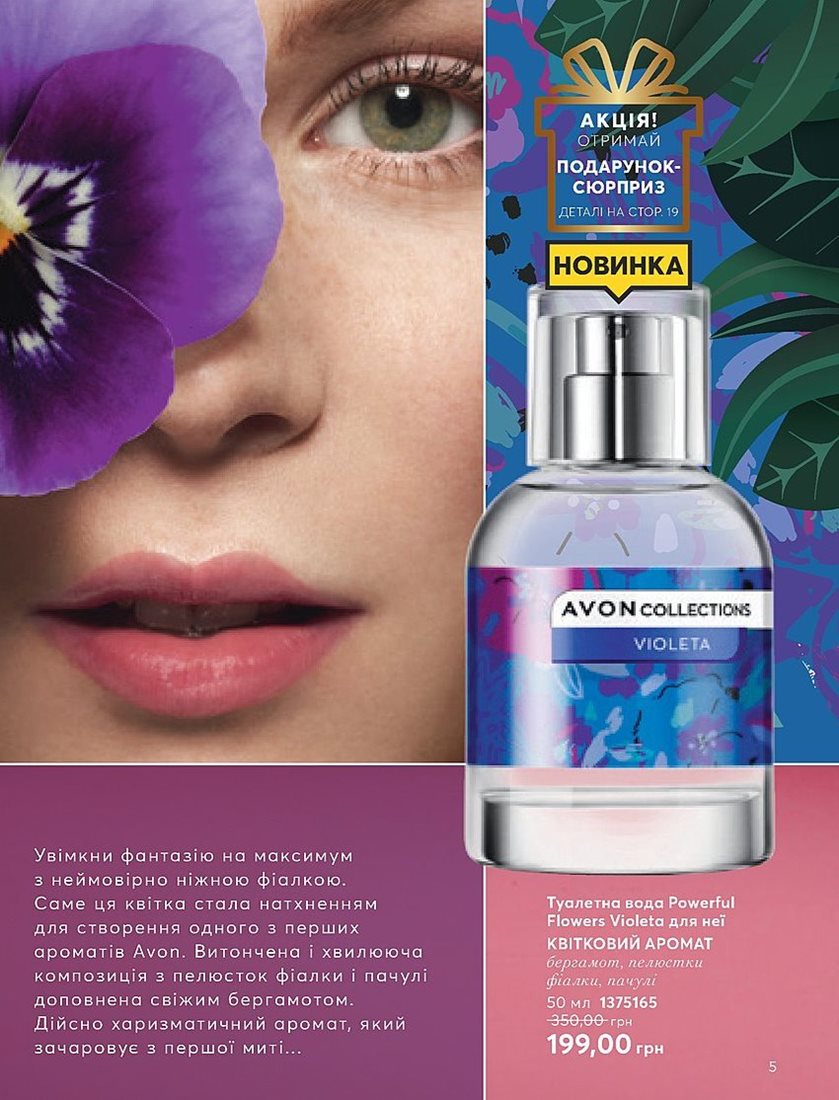 АКЦІЯ!
ОТРИМАЙ
ПОДАРУНОК-
СЮРПРИЗ
ДЕТАЛІ НА СТОР. 19
НОВИНКА
AVON COLLECTIONS
VIOLETA
Увімкни фантазію на максимум
з неймовірно ніжною фіалкою.
Саме ця квітка стала натхненням
для створення одного з перших
ароматів Avon. Витончена і хвилююча
композиція з пелюсток фіалки і пачулі
доповнена свіжим бергамотом.
Дійсно харизматичний аромат, який
зачаровує з першої миті...
Туалетна вода Powerful
Flowers Violeta для неї
КВІТКОВИЙ АРОМАТ
бергамот, пелюстки
фіалки, пачулі
50 мл 1375165
350,00 грн
199,00 грн
5